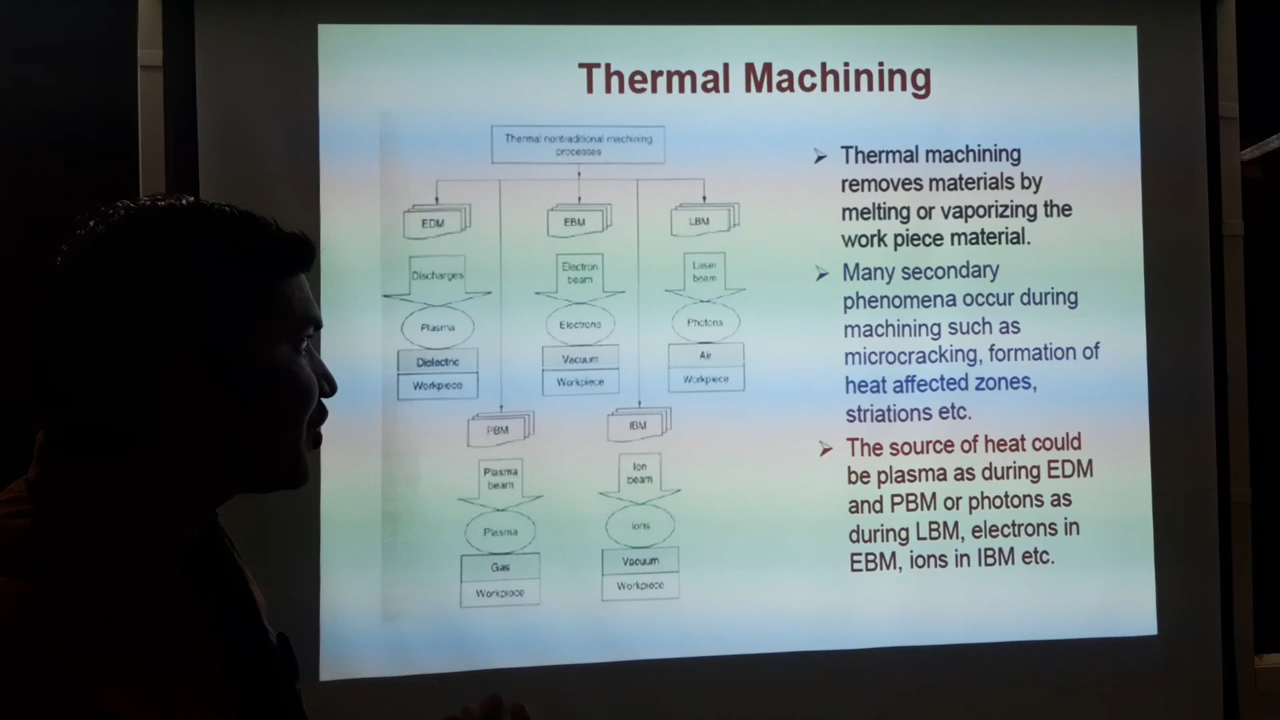 Thermal Machining
Thermal nontraditional machining
processes
EDM
EBM
LBM
Discharges
Electron
beam
Laser
beam
Plasma
Electrons
Photons
Dielectric
Vacuum
Air
Workpiece
Workpiece
Workpiece
PBM
IBM
Plasma
beam
Ion
beam
Plasma
Ions
Gas
Vacuum
Workpiece
Workpiece
Thermal machining
removes materials by
melting or vaporizing the
work piece material.
Many secondary
phenomena occur during
machining such as
microcracking, formation of
heat affected zones,
striations etc.
The source of heat could
be plasma as during EDM
and PBM or photons as
during LBM, electrons in
EBM, ions in IBM etc.